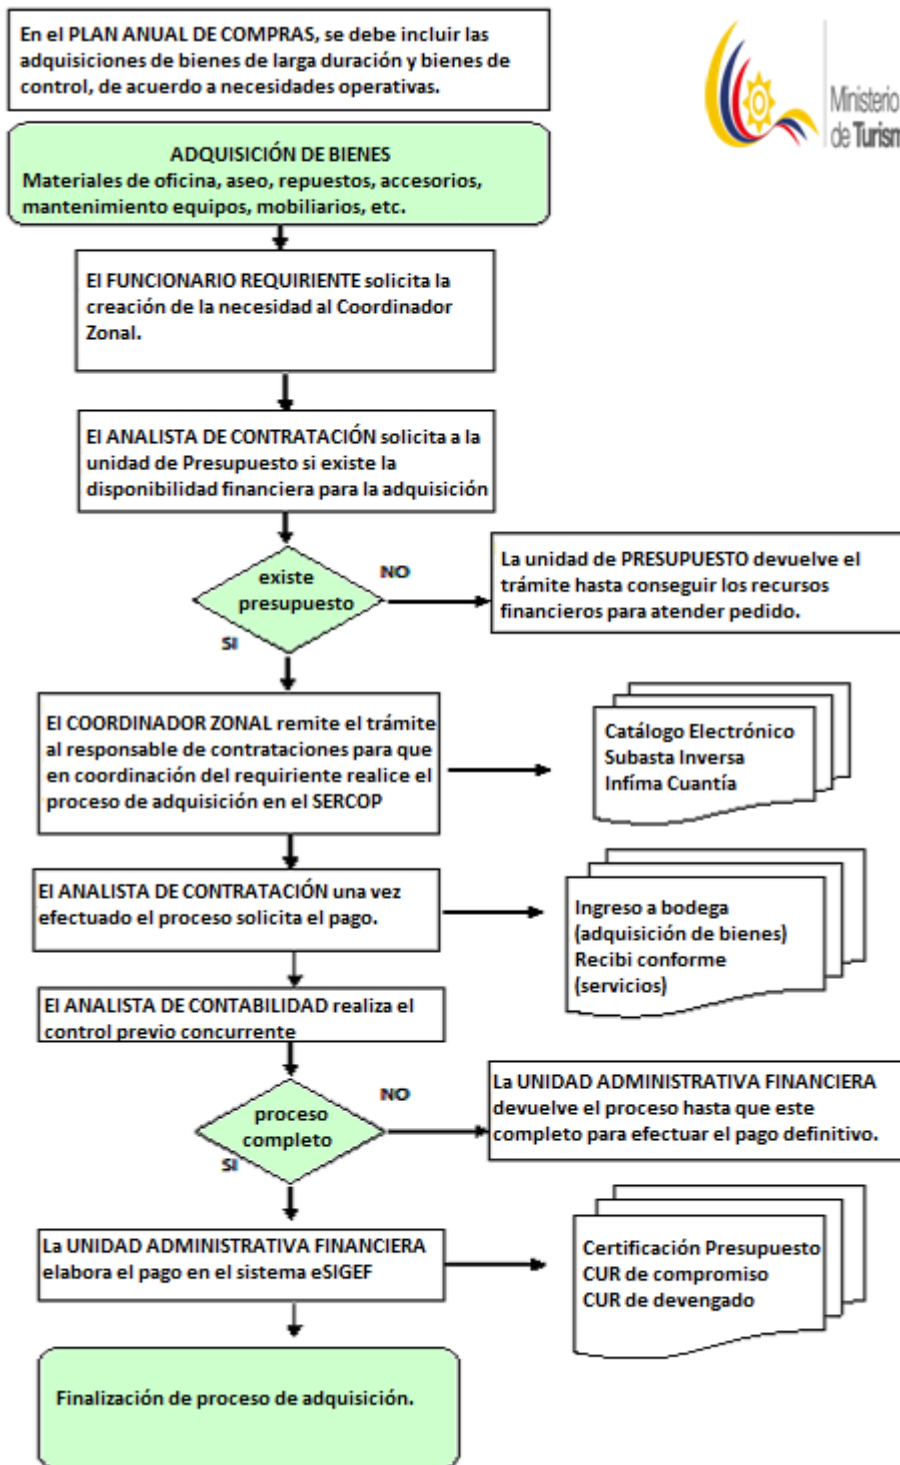 En el PLAN ANUAL DE COMPRAS, se debe incluir las
adquisiciones de bienes de larga duración y bienes de
control, de acuerdo a necesidades operativas.
Ministerio
de Turism
ADQUISICIÓN DE BIENES
Materiales de oficina, aseo, repuestos, accesorios,
mantenimiento equipos, mobiliarios, etc.
El FUNCIONARIO REQUIRIENTE solicita la
creación de la necesidad al Coordinador
Zonal.
El ANALISTA DE CONTRATACIÓN solicita a la
unidad de Presupuesto si existe la
disponibilidad financiera para la adquisición
existe
presupuesto
NO
SI
La unidad de PRESUPUESTO devuelve el
trámite hasta conseguir los recursos
financieros para atender pedido.
El COORDINADOR ZONAL remite el trámite
al responsable de contrataciones para que
en coordinación del requiriente realice el
proceso de adquisición en el SERCOP
Catálogo Electrónico
Subasta Inversa
Infíma Cuantía
El ANALISTA DE CONTRATACIÓN una vez
efectuado el proceso solicita el pago.
Ingreso a bodega
(adquisición de bienes)
Recibi conforme
(servicios)
El ANALISTA DE CONTABILIDAD realiza el
control previo concurrente
proceso
completo
NO
SI
La UNIDAD ADMINISTRATIVA FINANCIERA
devuelve el proceso hasta que este
completo para efectuar el pago definitivo.
La UNIDAD ADMINISTRATIVA FINANCIERA
elabora el pago en el sistema eSIGEF
Certificación Presupuesto
CUR de compromiso
CUR de devengado
Finalización de proceso de adquisición.